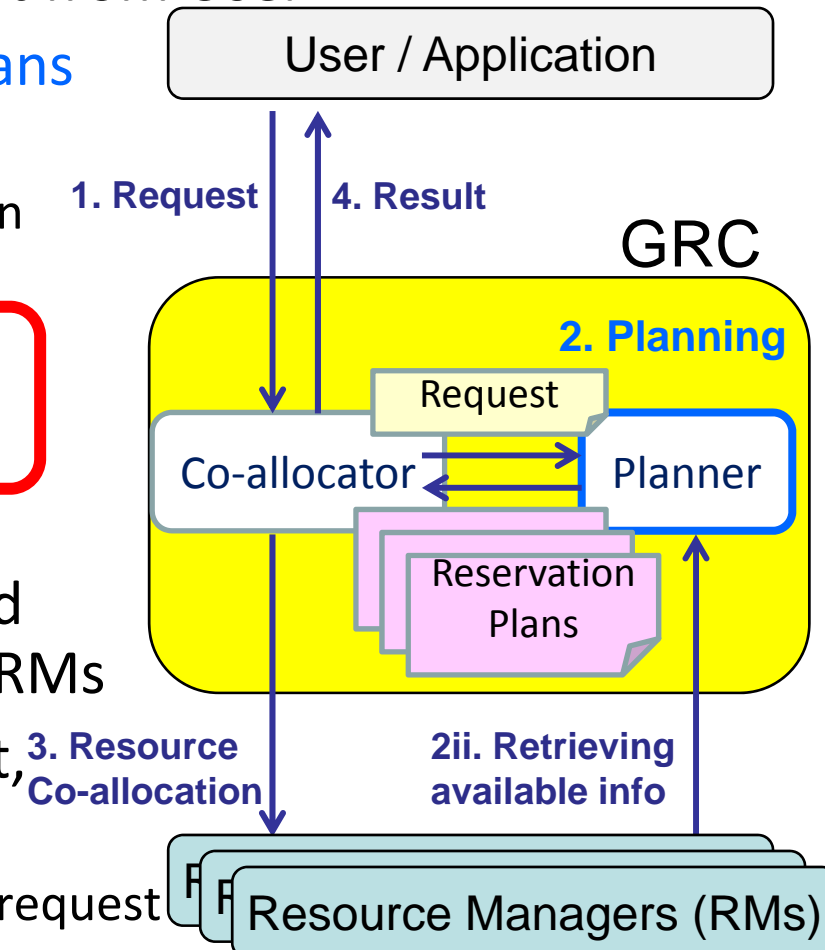 User / Application
ans
1. Request
4. Result
n
GRC
2. Planning
Request
Co-allocator
Planner
Reservation
Plans
d
RMs
t,
3. Resource
Co-allocation
2ii. Retrieving
available info
request
R
R
Resource Managers (RMs)